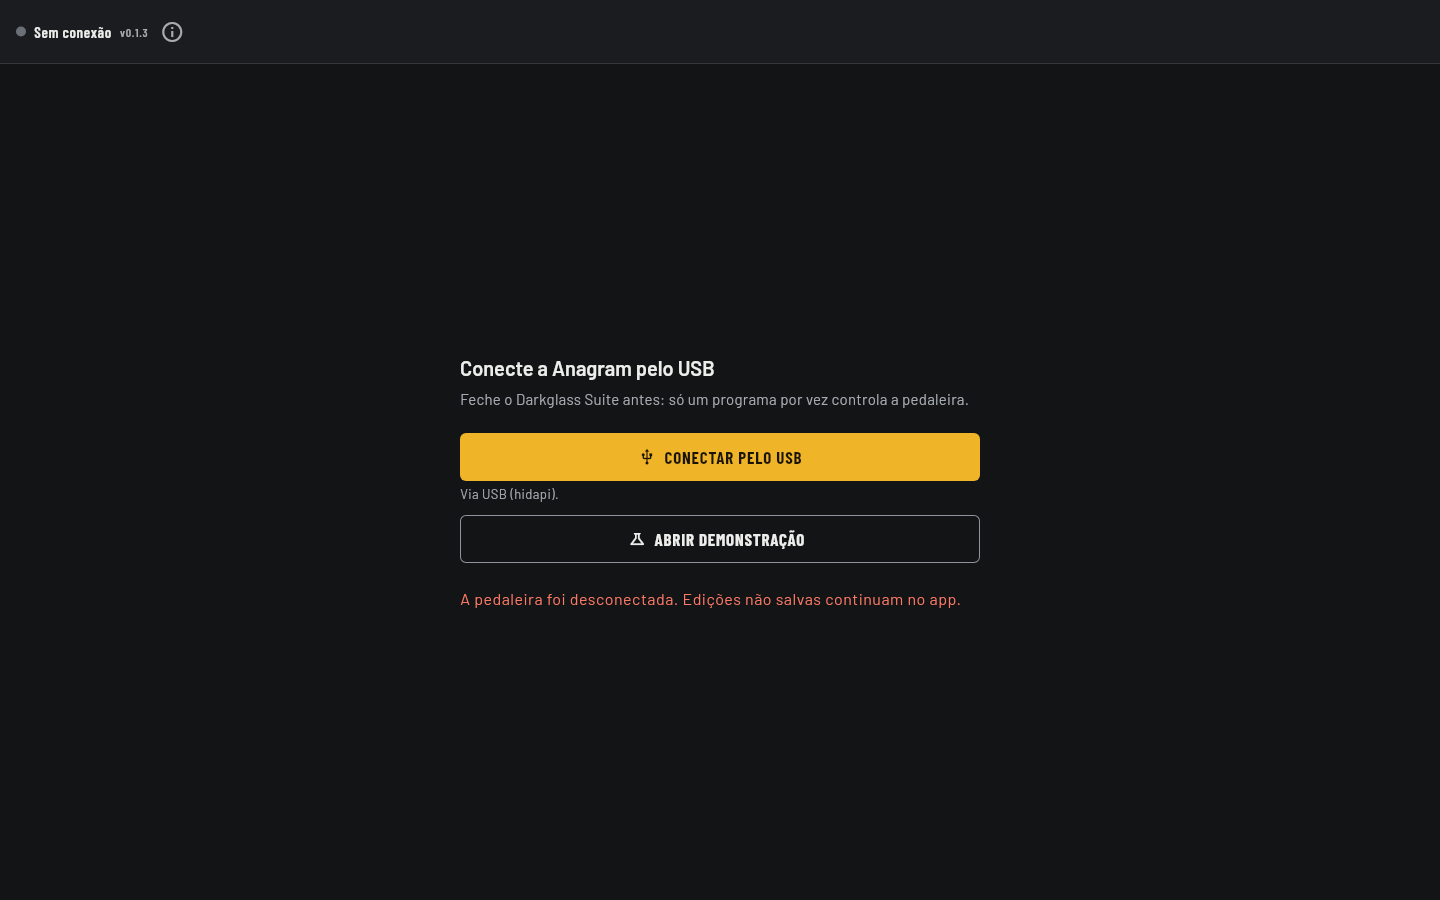 Sem conexão v0.1.3
Conecte a Anagram pelo USB
Feche o Darkglass Suite antes: só um programa por vez controla a pedaleira.
CONECTAR PELO USB
Via USB (hidapi).
ABRIR DEMONSTRAÇÃO
A pedaleira foi desconectada. Edições não salvas continuam no app.